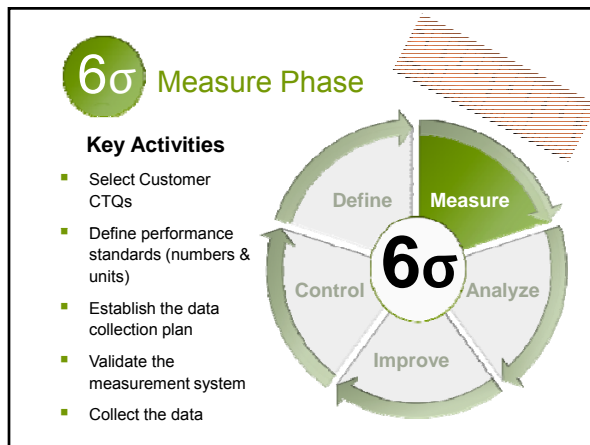 6σ Measure Phase
Key Activities
Select Customer
CTQs
Define performance
standards (numbers &
units)
Establish the data
collection plan
Validate the
measurement system
Collect the data
Define
Measure
6σ
Control
Analyze
Improve